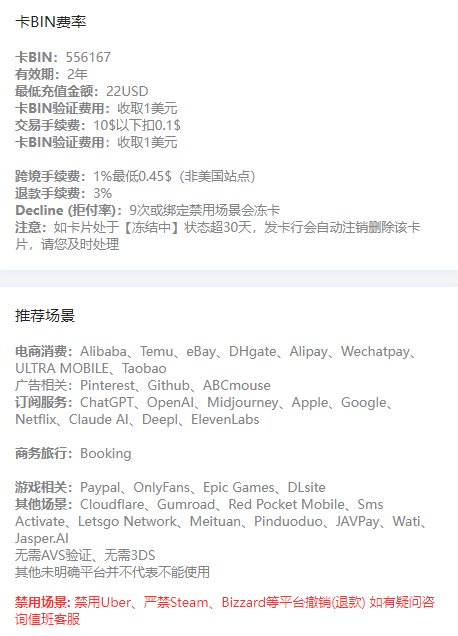 卡BIN费率
卡BIN：556167
有效期：2年
最低充值金额：22USD
卡BIN验证费用：收取1美元
交易手续费：10$以下扣0.1$
卡BIN验证费用：收取1美元
跨境手续费：1%最低0.45$（非美国站点）
退款手续费：3%
Decline (拒付率)：9次或绑定禁用场景会冻卡
注意：如卡片处于【冻结中】状态超30天，发卡行会自动注销删除该卡
片，请您及时处理
推荐场景
电商消费：Alibaba、Temu、eBay、DHgate、Alipay、Wechatpay、
ULTRA MOBILE、Taobao
广告相关：Pinterest、Github、ABCmouse
订阅服务：ChatGPT、OpenAI、Midjourney、Apple、Google、
Netflix、Claude AI、Deepl、ElevenLabs
商务旅行：Booking
游戏相关：Paypal、OnlyFans、Epic Games、DLsite
其他场景：Cloudflare、Gumroad、Red Pocket Mobile、Sms
Activate、Letsgo Network、Meituan、Pinduoduo、JAVPay、Wati、
Jasper.AI
无需AVS验证、无需3DS
其他未明确平台并不代表不能使用
禁用场景: 禁用Uber、严禁Steam、Bizzard等平台撤销(退款) 如有疑问咨
询值班客服